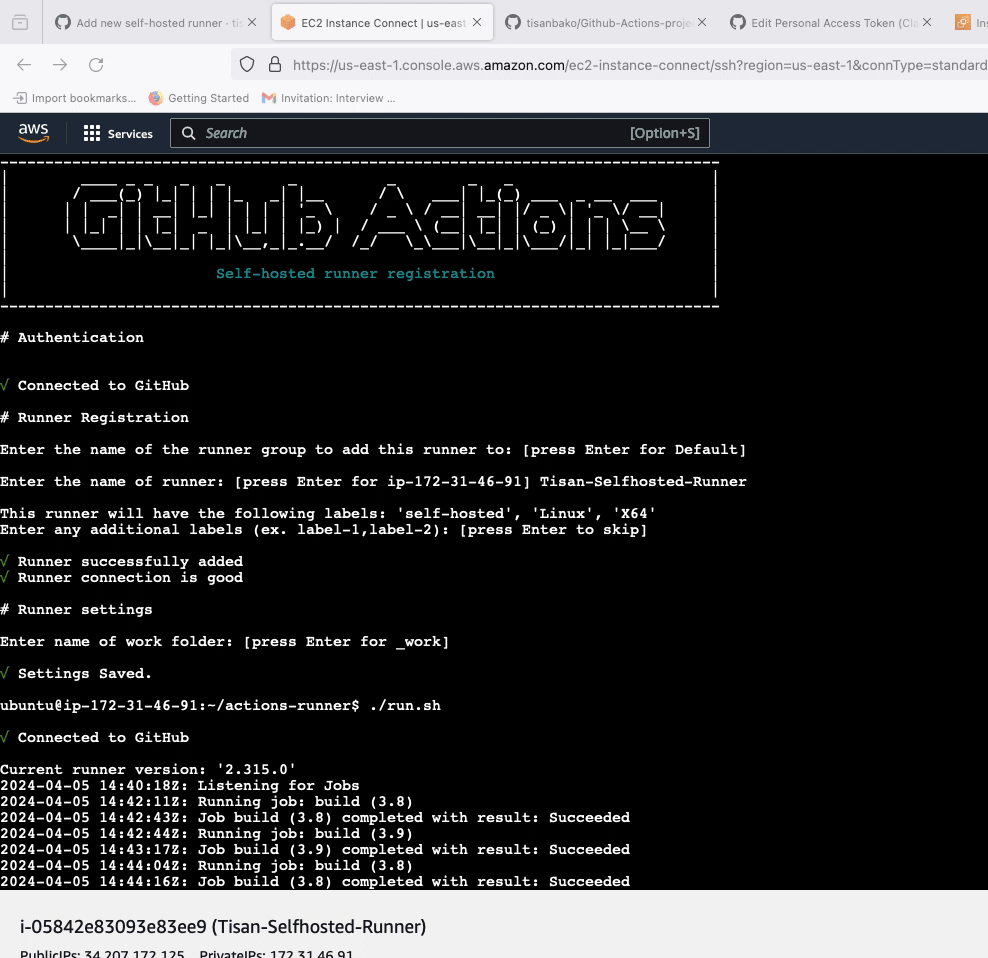 Add new self-hosted runner - tis
EC2 Instance Connect | us-east-
tisanbako/Github-Actions-proje
Edit Personal Access Token (Cla
Ins
https://us-east-1.console.aws.amazon.com/ec2-instance-connect/ssh?region=us-east-1&connType=standard
Import bookmarks...
Getting Started
Invitation: Interview ...
aws
Services
Search
[Option+S]
GitHub Actions
Self-hosted runner registration
# Authentication
√ Connected to GitHub
# Runner Registration
Enter the name of the runner group to add this runner to: [press Enter for Default]
Enter the name of runner: [press Enter for ip-172-31-46-91] Tisan-Selfhosted-Runner
This runner will have the following labels: 'self-hosted', 'Linux', 'X64'
Enter any additional labels (ex. label-1,label-2): [press Enter to skip]
√ Runner successfully added
√ Runner connection is good
# Runner settings
Enter name of work folder: [press Enter for _work]
√ Settings Saved.
ubuntu@ip-172-31-46-91:~/actions-runner$ ./run.sh
√ Connected to GitHub
Current runner version: '2.315.0'
2024-04-05 14:40:18Z: Listening for Jobs
2024-04-05 14:42:11Z: Running job: build (3.8)
2024-04-05 14:42:43Z: Job build (3.8) completed with result: Succeeded
2024-04-05 14:42:44Z: Running job: build (3.9)
2024-04-05 14:43:17Z: Job build (3.9) completed with result: Succeeded
2024-04-05 14:44:04Z: Running job: build (3.8)
2024-04-05 14:44:16Z: Job build (3.8) completed with result: Succeeded
i-05842e83093e83ee9 (Tisan-Selfhosted-Runner)
PublicIPs: 34.207.172.125 PrivateIPs: 172.31.46.91